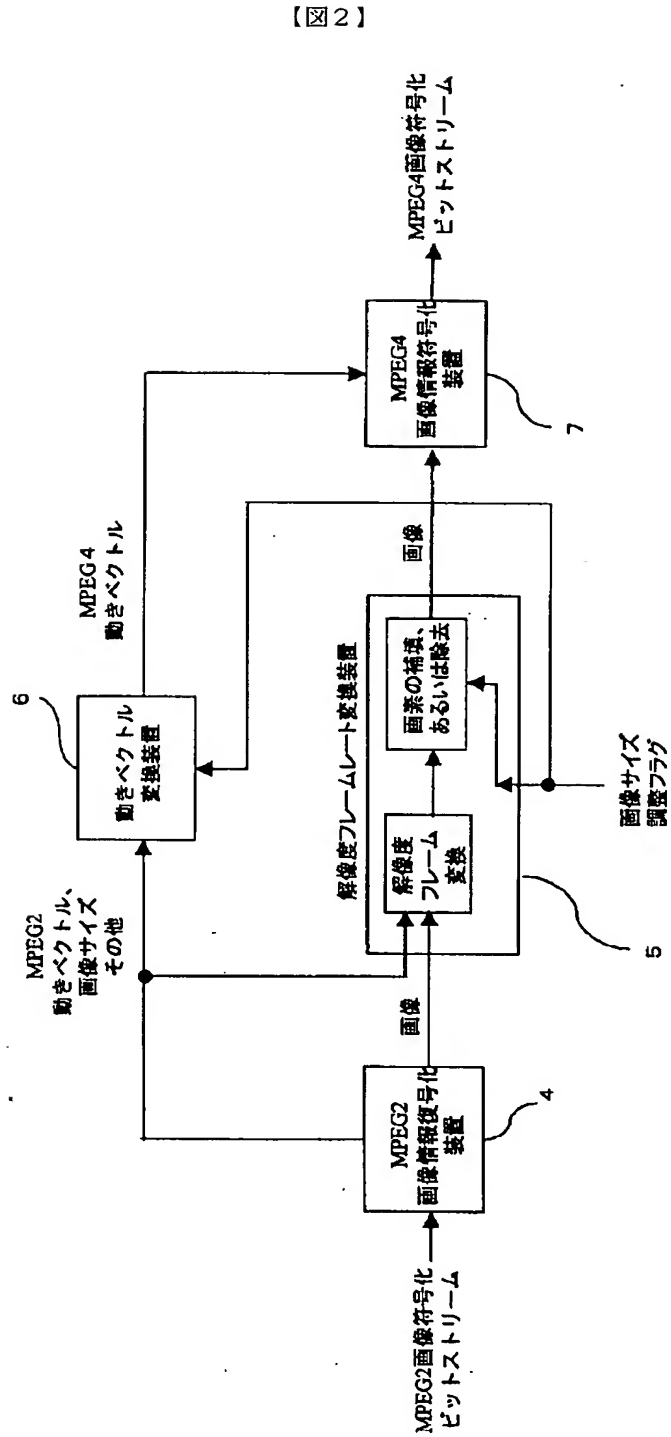 【図2】
MPEG2画像符号化
ビットストリーム
MPEG2
画像情報復号化
装置
4
MPEG2
動きベクトル、
画像サイズ
その他
画像
解像度フレームレート変換装置
解像度
フレーム
変換
画素の補填、
あるいは除去
5
画像サイズ
調整フラグ
6
動きベクトル
変換装置
MPEG4
動きベクトル
画像
MPEG4
画像情報符号化
装置
7
MPEG4画像符号化
ビットストリーム